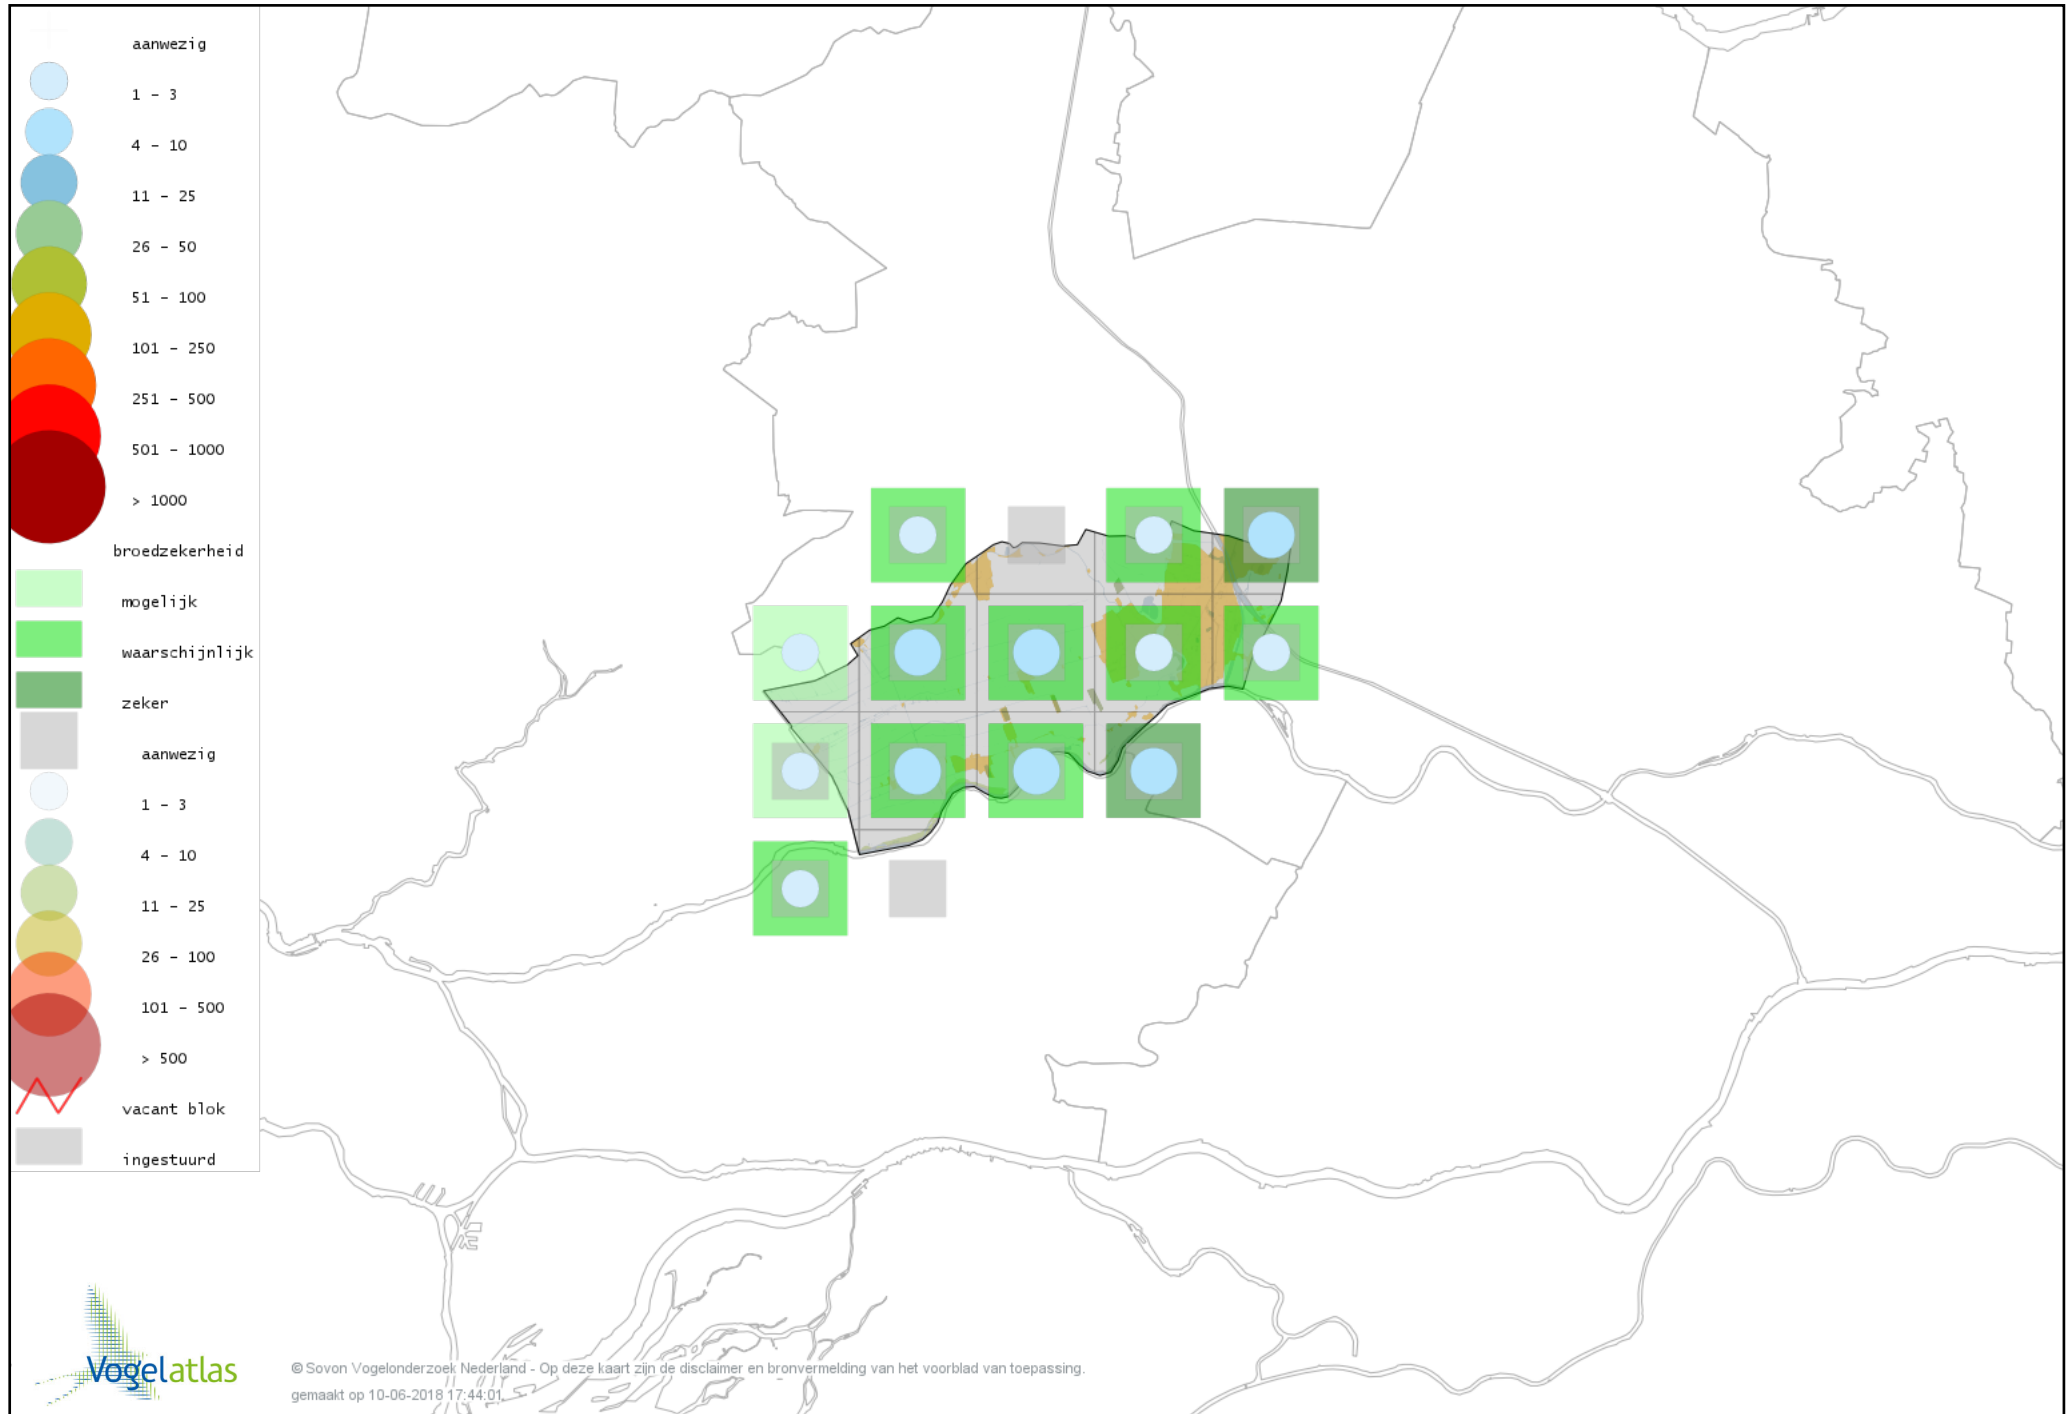 aanwezig
1 – 3
4 – 10
11 – 25
26 – 50
51 – 100
101 – 250
251 – 500
501 – 1000
> 1000
broedzekerheid
mogelijk
waarschijnlijk
zeker
aanwezig
1 – 3
4 – 10
11 – 25
26 – 100
101 – 500
> 500
vacant blok
ingestuurd
Vogelatlas
© Sovon Vogelonderzoek Nederland - Op deze kaart zijn de disclaimer en bronvermelding van het voorblad van toepassing.
gemaakt op 10-06-2018 17:44:01